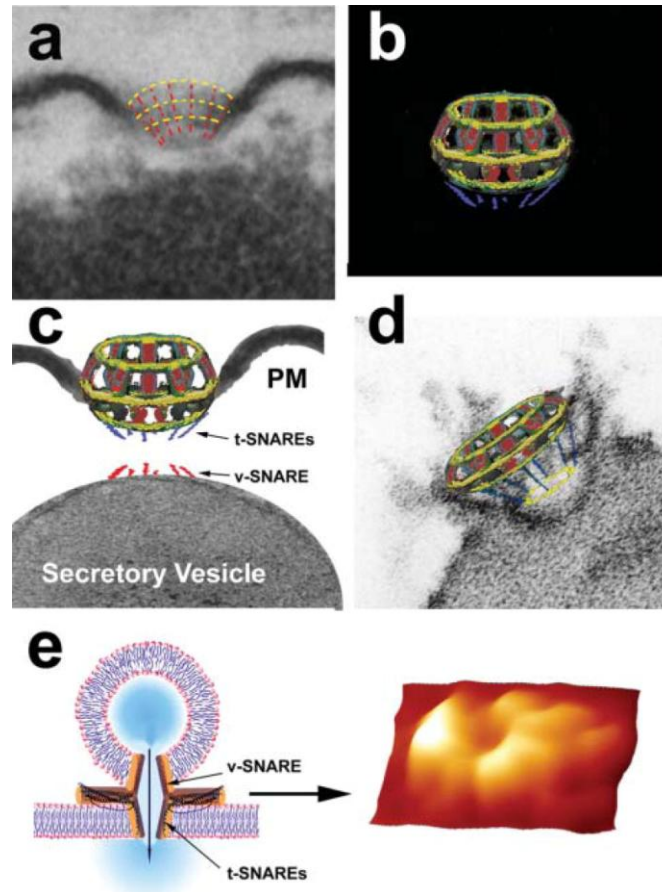 a
b
c
PM
t-SNAREs
v-SNARE
Secretory Vesicle
d
e
v-SNARE
t-SNAREs